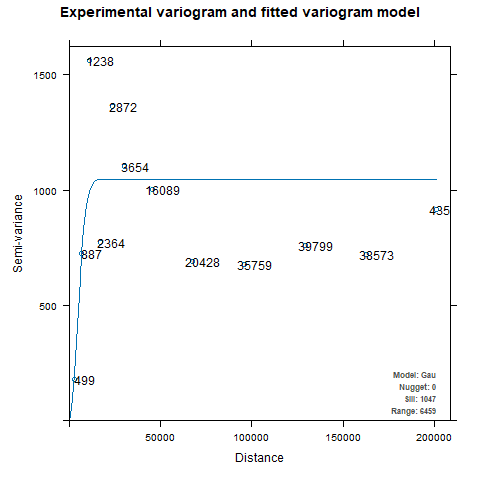 Experimental variogram and fitted variogram model
1238
1500
2872
3654
16089
1000
435
2364
887
39799
38573
20428
35759
Semi-variance
500
499
Model: Gau
Nugget: 0
Sill: 1047
Range: 6459
50000
100000
150000
200000
Distance